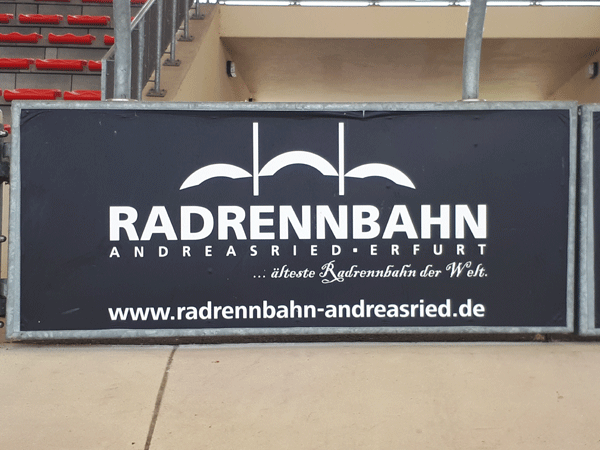 RADRENNBAHN
ANDREASRIED▪ERFURT
... älteste Radrennbahn der Welt.
www.radrennbahn-andreasried.de